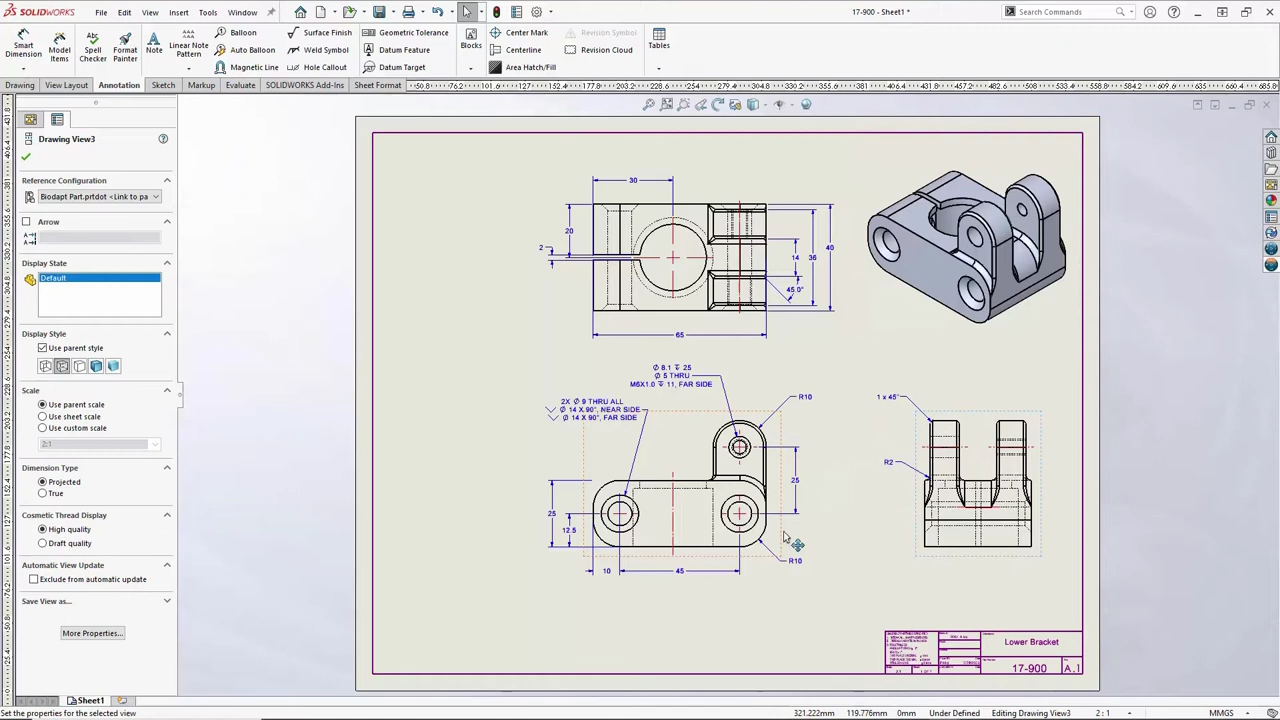 SOLIDWORKS File Edit View Insert Tools Window 17-900 - Sheet1 * Search Commands
Smart Dimension
Model Items
Spell Checker
Format Painter
Note
Linear Note Pattern
Balloon
Auto Balloon
Magnetic Line
Surface Finish
Weld Symbol
Hole Callout
Geometric Tolerance
Datum Feature
Datum Target
Blocks
Center Mark
Centerline
Area Hatch/Fill
Revision Symbol
Revision Cloud
Tables
Drawing View Layout Annotation Sketch Markup Evaluate SOLIDWORKS Add-Ins Sheet Format
Drawing View3
Reference Configuration
Biodapt Part.prtdot <Link to pa
Arrow
Display State
Default
Display Style
Use parent style
Scale
Use parent scale
Use sheet scale
Use custom scale
2:1
Dimension Type
Projected
True
Cosmetic Thread Display
High quality
Draft quality
Automatic View Update
Exclude from automatic update
Save View as...
More Properties...
30
20
2
14
36
40
45.0°
65
Ø 8.1 ↧ 25
Ø 5 THRU
M6X1.0 ↧ 11, FAR SIDE
2X Ø 9 THRU ALL
⌵ Ø 14 X 90°, NEAR SIDE
⌵ Ø 14 X 90°, FAR SIDE
R10
1 x 45°
R2
25
25
12.5
R10
10
45
Lower Bracket
17-900
A.1
Sheet1
Set the properties for the selected view 321.222mm 119.776mm 0mm Under Defined Editing Drawing View3 2 : 1 MMGS